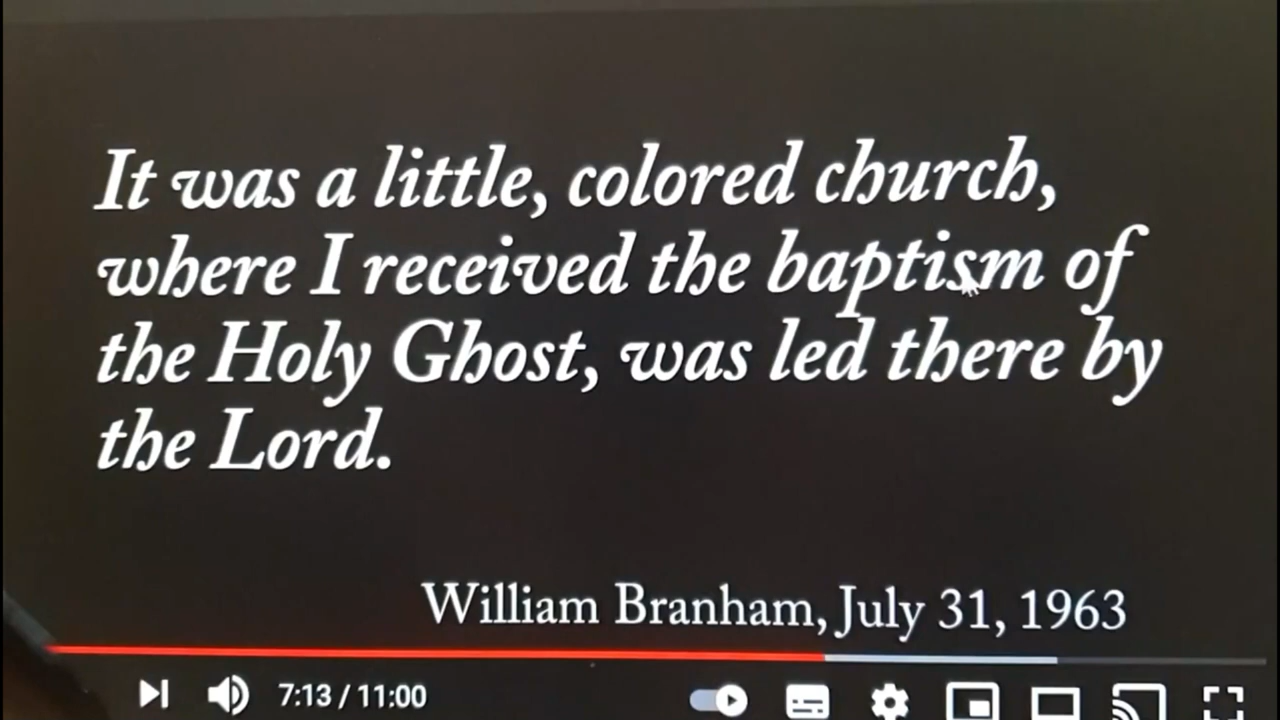 It was a little, colored church,
where I received the baptism of
the Holy Ghost, was led there by
the Lord.
William Branham, July 31, 1963
7:13 / 11:00